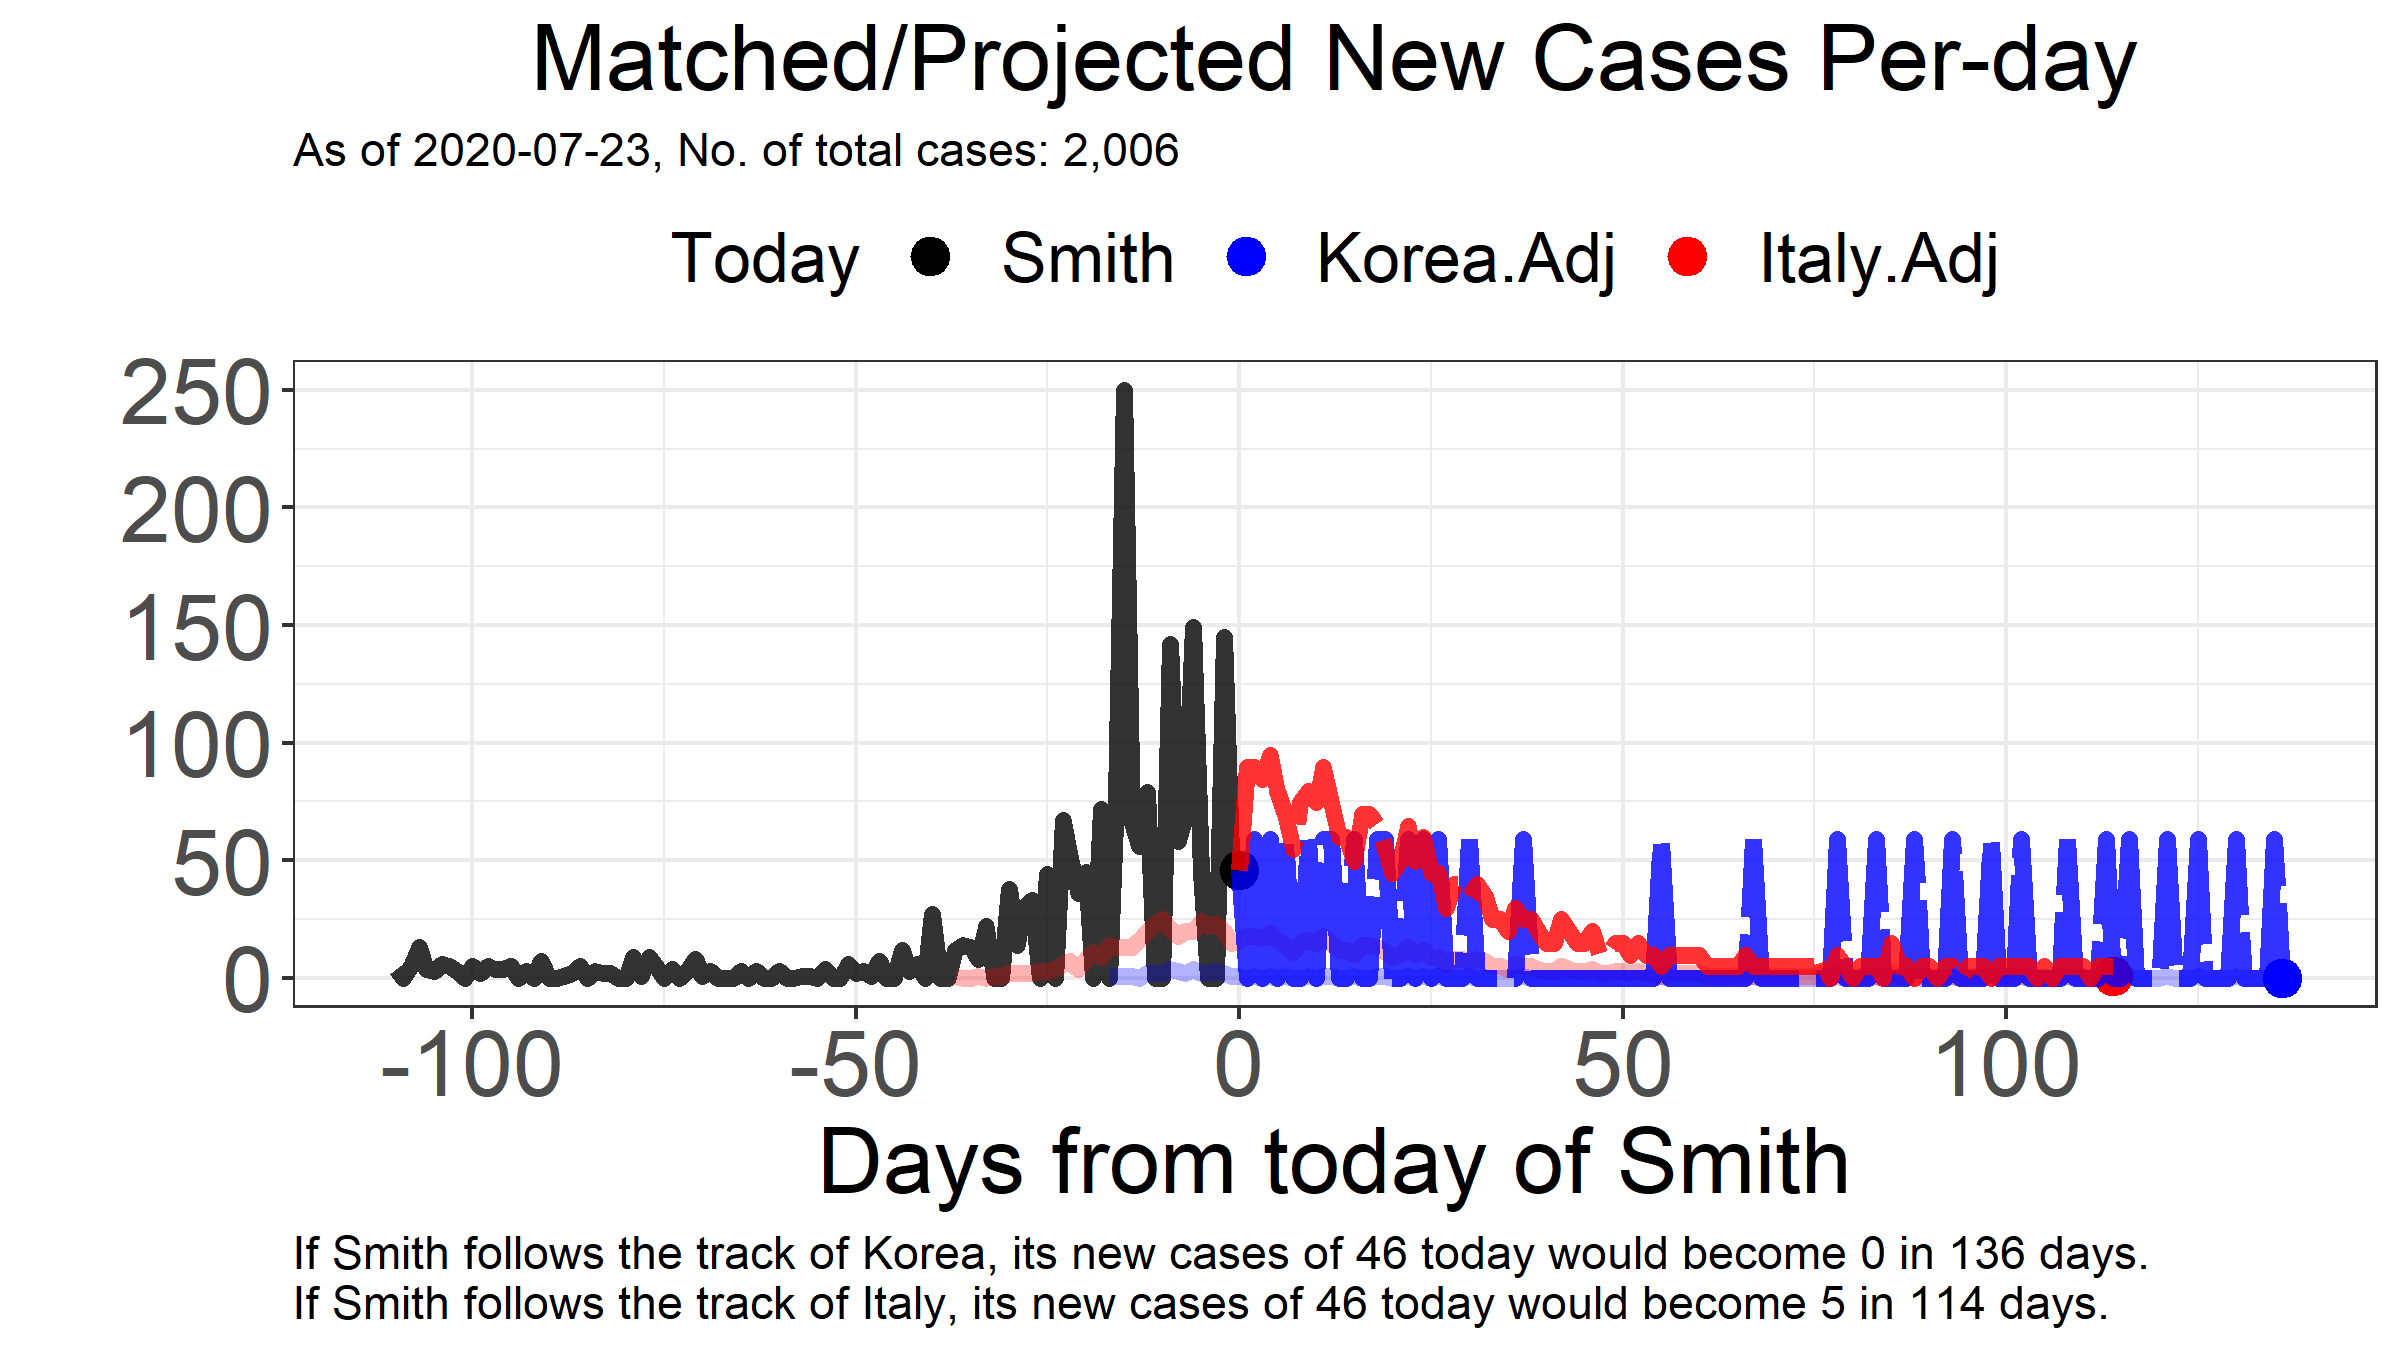 Matched/Projected New Cases Per-day
As of 2020-07-23, No. of total cases: 2,006
Today Smith Korea.Adj Italy.Adj
250
200
150
100
50
0
-100 -50 0 50 100
Days from today of Smith
If Smith follows the track of Korea, its new cases of 46 today would become 0 in 136 days.
If Smith follows the track of Italy, its new cases of 46 today would become 5 in 114 days.